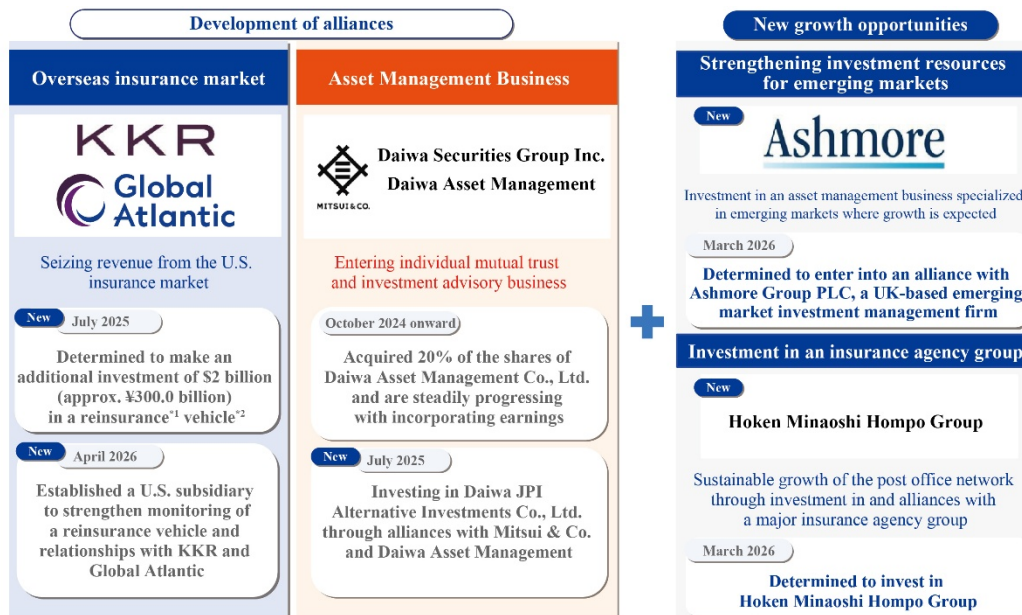 Development of alliances
Overseas insurance market
KKR
Global
Atlantic
Seizing revenue from the U.S.
insurance market
New
July 2025
Determined to make an
additional investment of $2 billion
(approx. ¥300.0 billion)
in a reinsurance*1 vehicle*2
New
April 2026
Established a U.S. subsidiary
to strengthen monitoring of
a reinsurance vehicle and
relationships with KKR and
Global Atlantic
Asset Management Business
MITSUI & CO.
Daiwa Securities Group Inc.
Daiwa Asset Management
Entering individual mutual trust
and investment advisory business
October 2024 onward
Acquired 20% of the shares of
Daiwa Asset Management Co., Ltd.
and are steadily progressing
with incorporating earnings
New
July 2025
Investing in Daiwa JPI
Alternative Investments Co., Ltd.
through alliances with Mitsui & Co.
and Daiwa Asset Management
New growth opportunities
Strengthening investment resources
for emerging markets
New
Ashmore
Investment in an asset management business specialized
in emerging markets where growth is expected
March 2026
Determined to enter into an alliance with
Ashmore Group PLC, a UK-based emerging
market investment management firm
Investment in an insurance agency group
New
Hoken Minaoshi Hompo Group
Sustainable growth of the post office network
through investment in and alliances with
a major insurance agency group
March 2026
Determined to invest in
Hoken Minaoshi Hompo Group